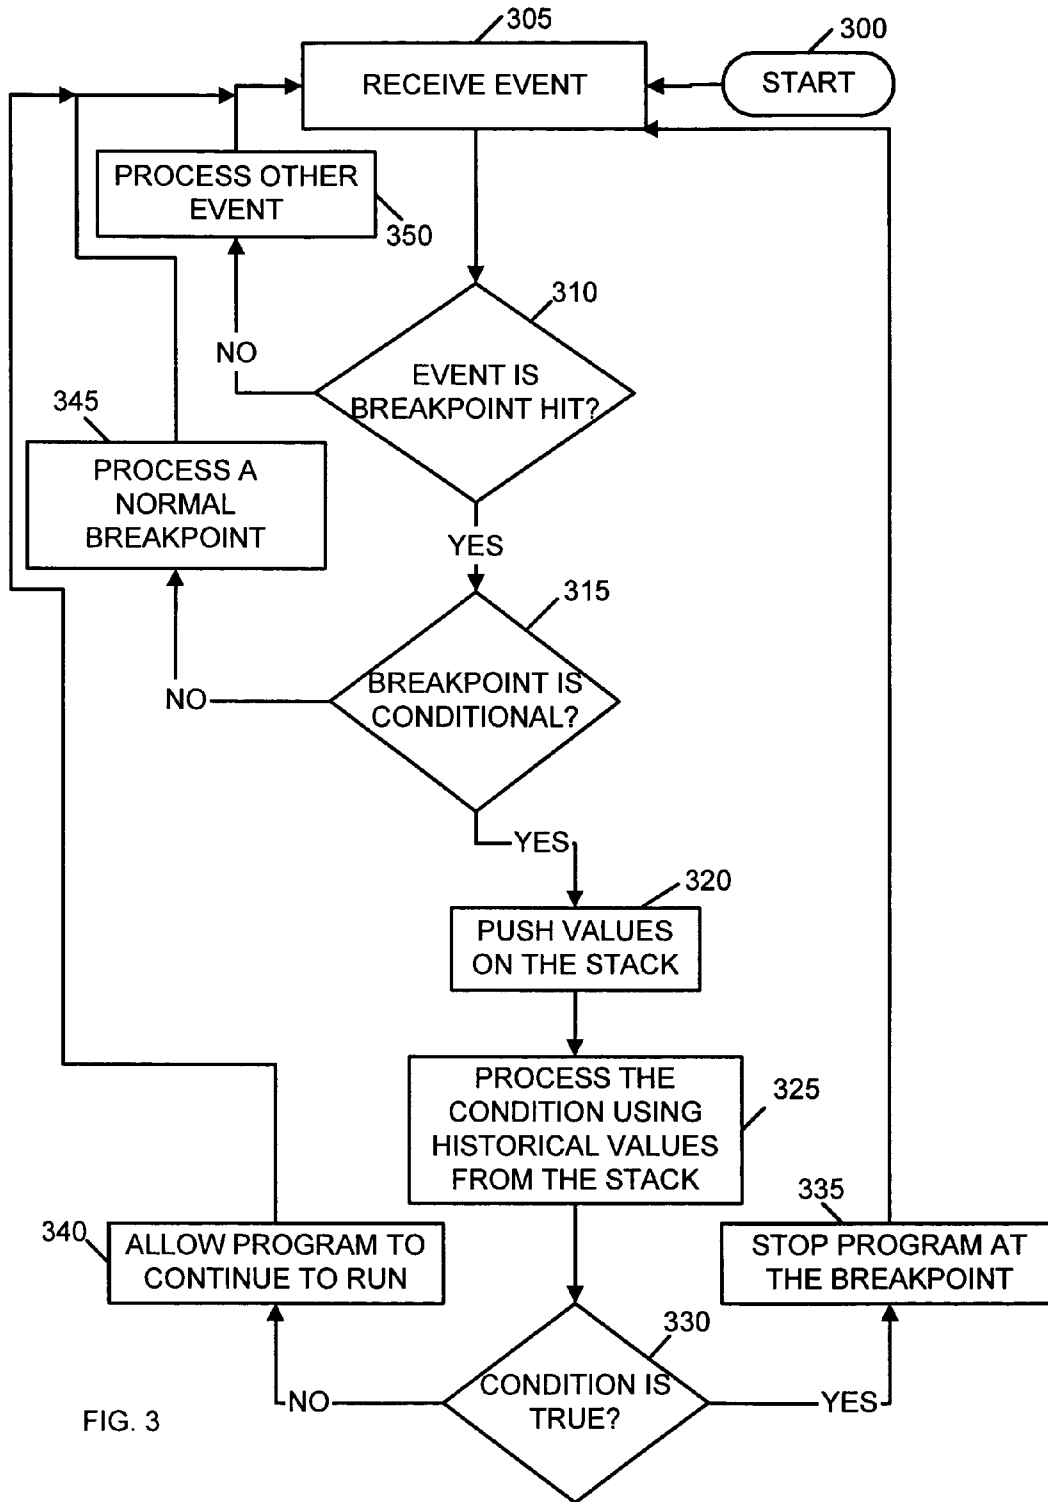 305
300
RECEIVE EVENT
START
PROCESS OTHER
EVENT
350
310
NO
EVENT IS
BREAKPOINT HIT?
345
PROCESS A
NORMAL
BREAKPOINT
YES
315
BREAKPOINT IS
CONDITIONAL?
NO
YES
320
PUSH VALUES
ON THE STACK
PROCESS THE
CONDITION USING
HISTORICAL VALUES
FROM THE STACK
325
340
ALLOW PROGRAM TO
CONTINUE TO RUN
335
STOP PROGRAM AT
THE BREAKPOINT
330
CONDITION IS
TRUE?
NO
YES
FIG. 3